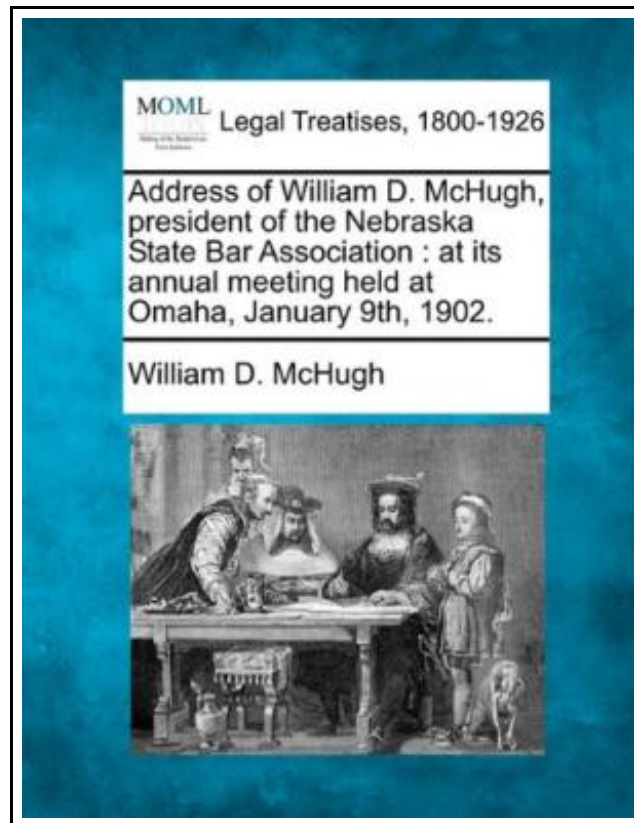 MOML
Legal Treatises, 1800-1926
Address of William D. McHugh,
president of the Nebraska
State Bar Association : at its
annual meeting held at
Omaha, January 9th, 1902.
William D. McHugh